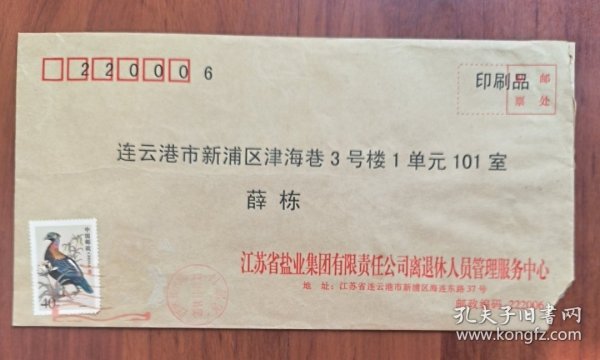 220006
印刷品
邮
票 处
连云港市新浦区津海巷3号楼1单元101室
薛栋
中国邮政
40
江苏省盐业集团有限责任公司离退休人员管理服务中心
地 址：江苏省连云港市新浦区海连东路37号
邮政编码 222006
孔夫子旧书网
www.kongfz.com